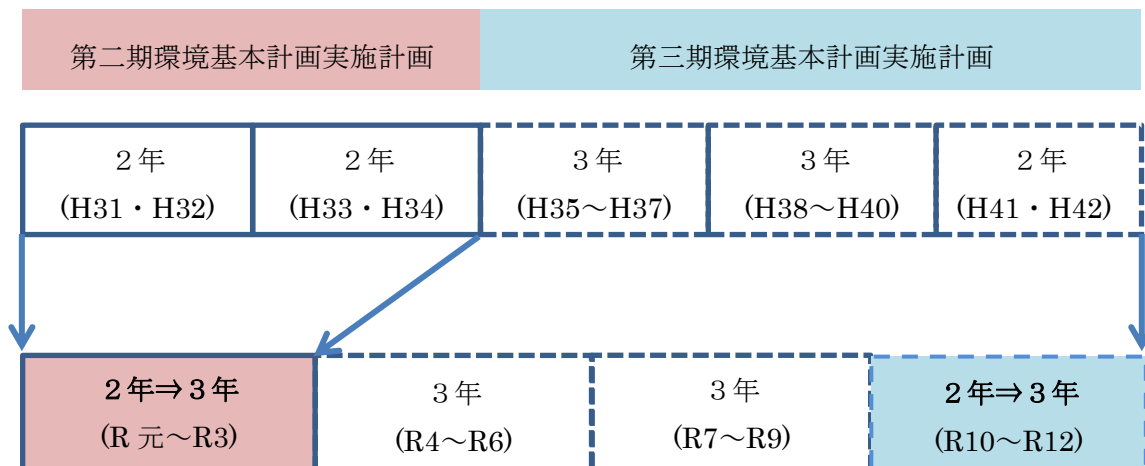 第二期環境基本計画実施計画
第三期環境基本計画実施計画
２年
(H31・H32)
２年
(H33・H34)
３年
(H35～H37)
３年
(H38～H40)
２年
(H41・H42)
２年⇒３年
(R 元～R3)
３年
(R4～R6)
３年
(R7～R9)
２年⇒３年
(R10～R12)